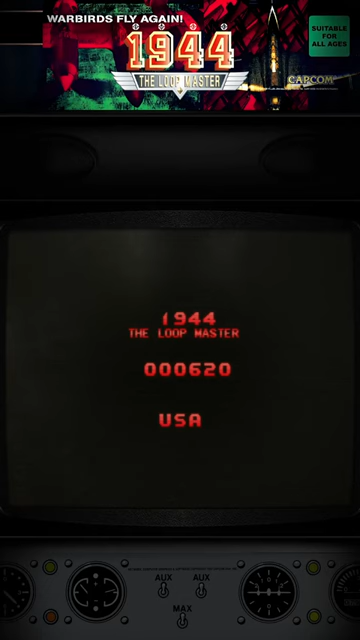 WARBIRDS FLY AGAIN!
1944
THE LOOP MASTER
SUITABLE
FOR
ALL AGES
CAPCOM
1944
THE LOOP MASTER
000620
USA
AUX AUX
MAX